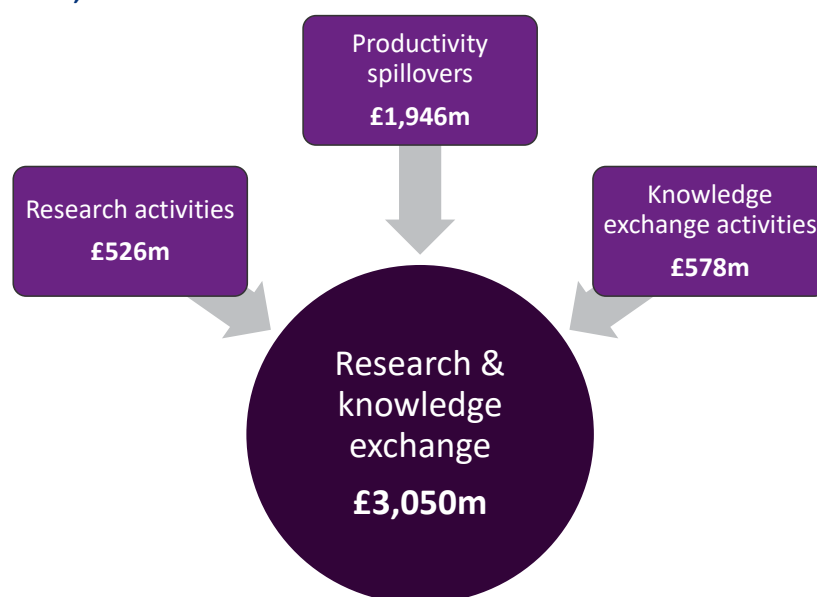 Productivity
spillovers
£1,946m
Research activities
£526m
Knowledge
exchange activities
£578m
Research &
knowledge
exchange
£3,050m